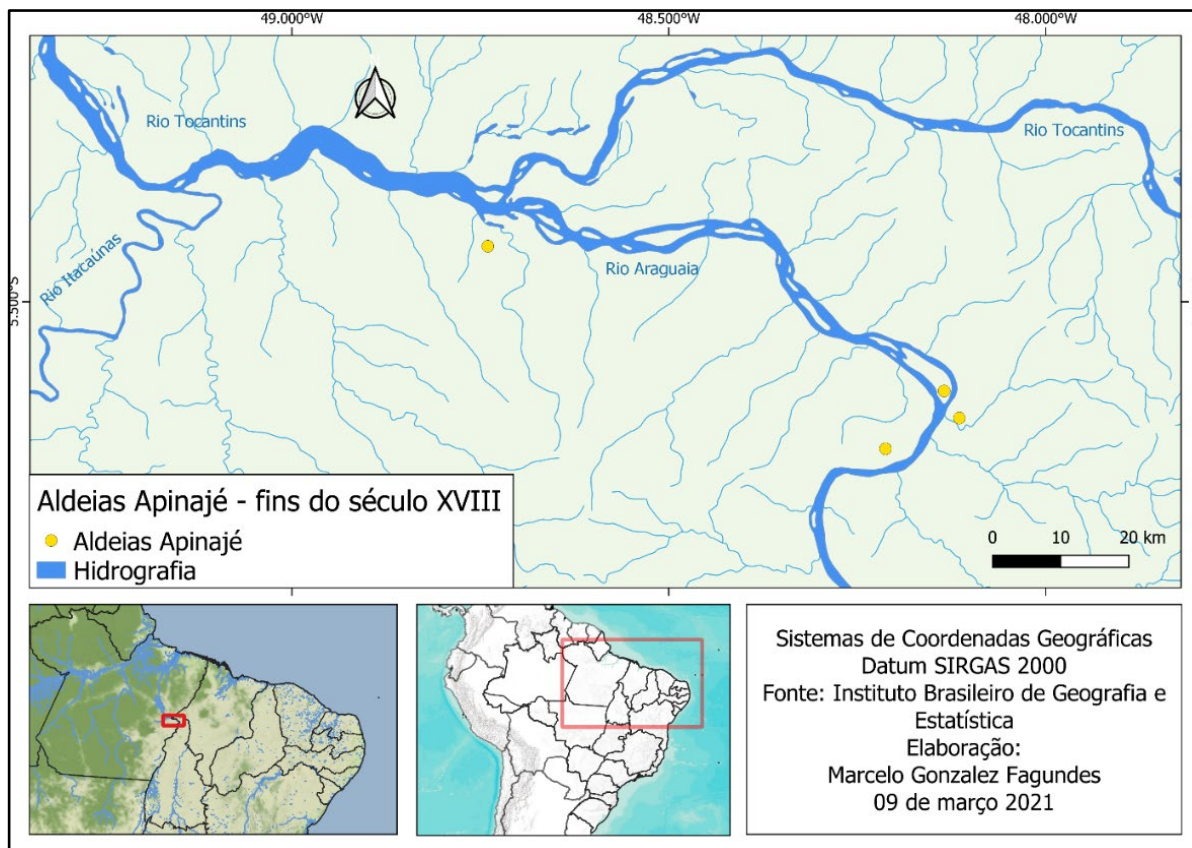 49.000°W
48.500°W
48.000°W
Rio Tocantins
Rio Tocantins
Rio Itacaúnas
Rio Araguaia
5.500°S
Aldeias Apinajé - fins do século XVIII
Aldeias Apinajé
Hidrografia
0 10 20 km
Sistemas de Coordenadas Geográficas
Datum SIRGAS 2000
Fonte: Instituto Brasileiro de Geografia e
Estatística
Elaboração:
Marcelo Gonzalez Fagundes
09 de março 2021